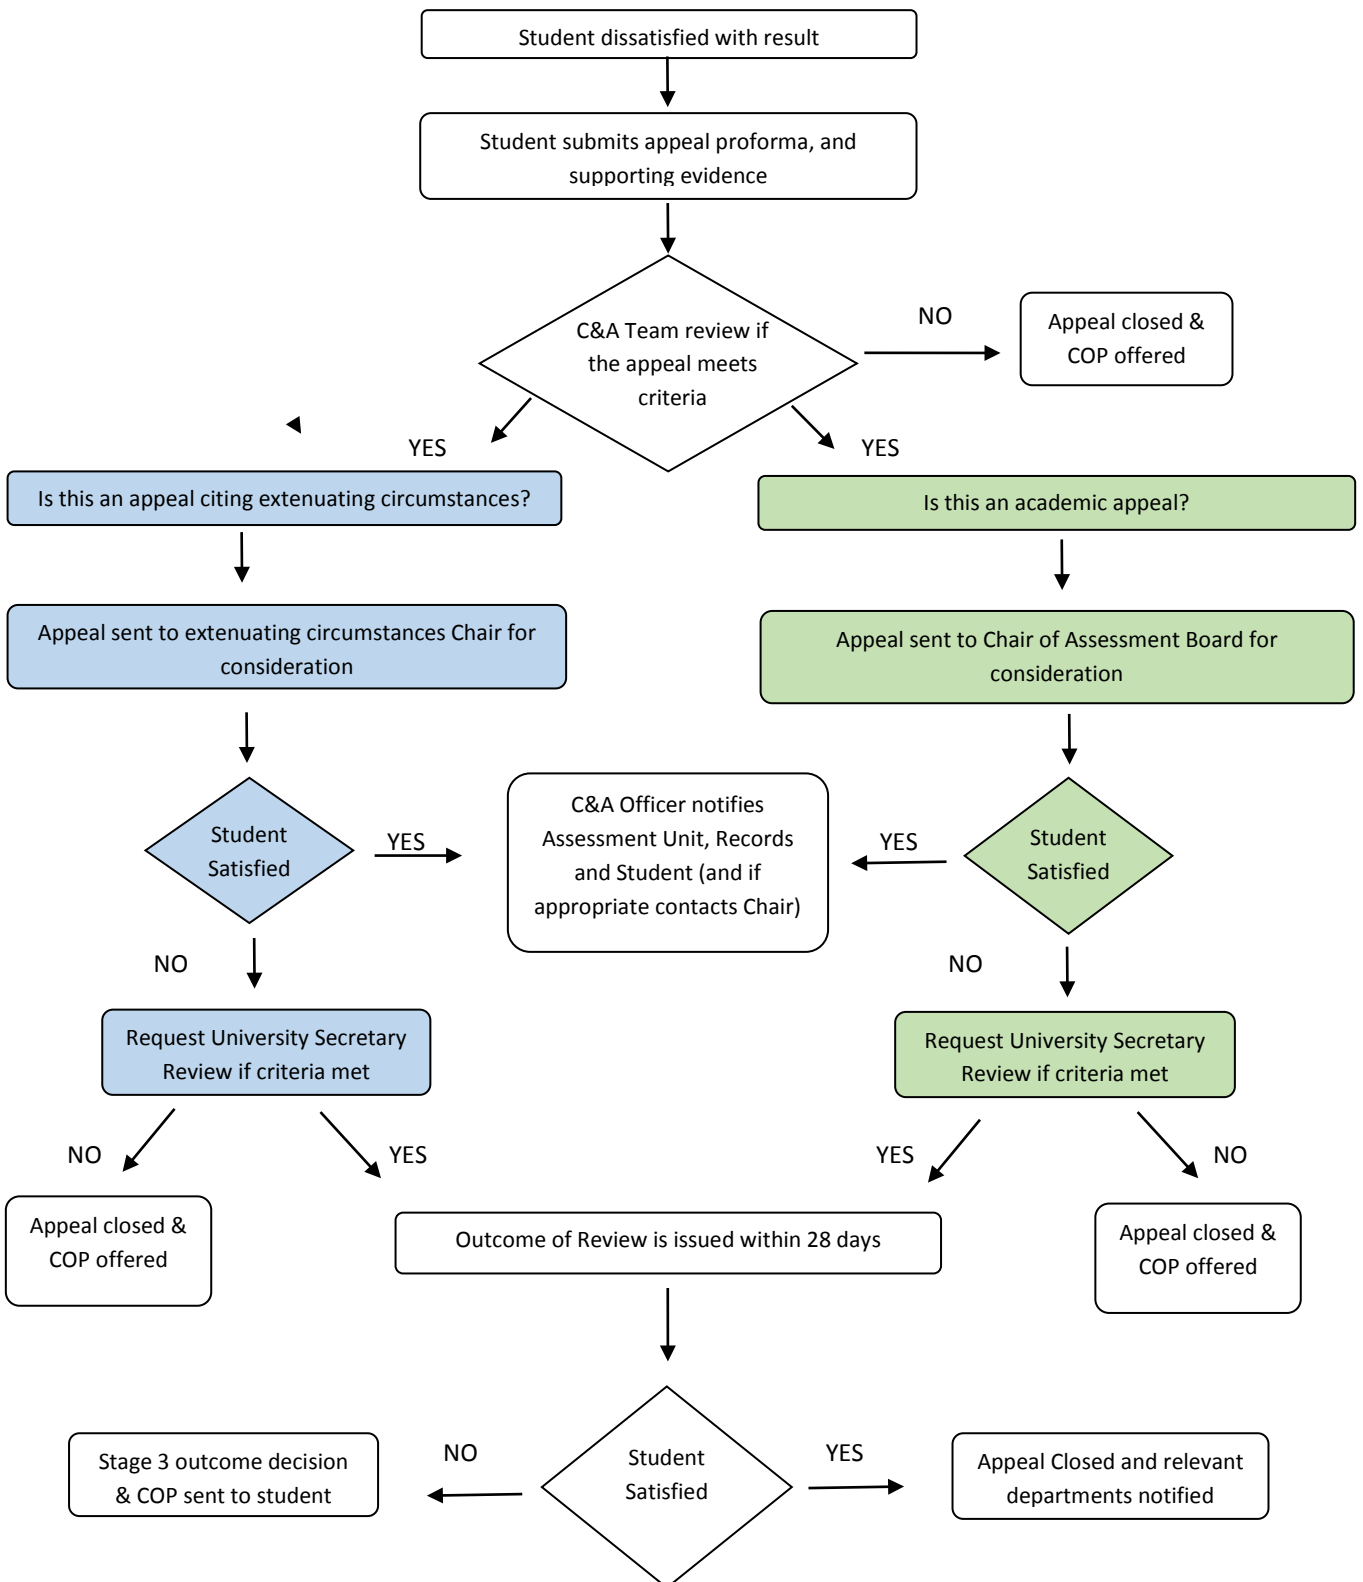 Student dissatisfied with result
Student submits appeal proforma, and
supporting evidence
C&A Team review if
the appeal meets
criteria
NO
Appeal closed &
COP offered
YES
YES
Is this an appeal citing extenuating circumstances?
Is this an academic appeal?
Appeal sent to extenuating circumstances Chair for
consideration
Appeal sent to Chair of Assessment Board for
consideration
Student
Satisfied
YES
C&A Officer notifies
Assessment Unit, Records
and Student (and if
appropriate contacts Chair)
YES
Student
Satisfied
NO
NO
Request University Secretary
Review if criteria met
Request University Secretary
Review if criteria met
NO
YES
YES
NO
Appeal closed &
COP offered
Outcome of Review is issued within 28 days
Appeal closed &
COP offered
Stage 3 outcome decision
& COP sent to student
NO
Student
Satisfied
YES
Appeal Closed and relevant
departments notified